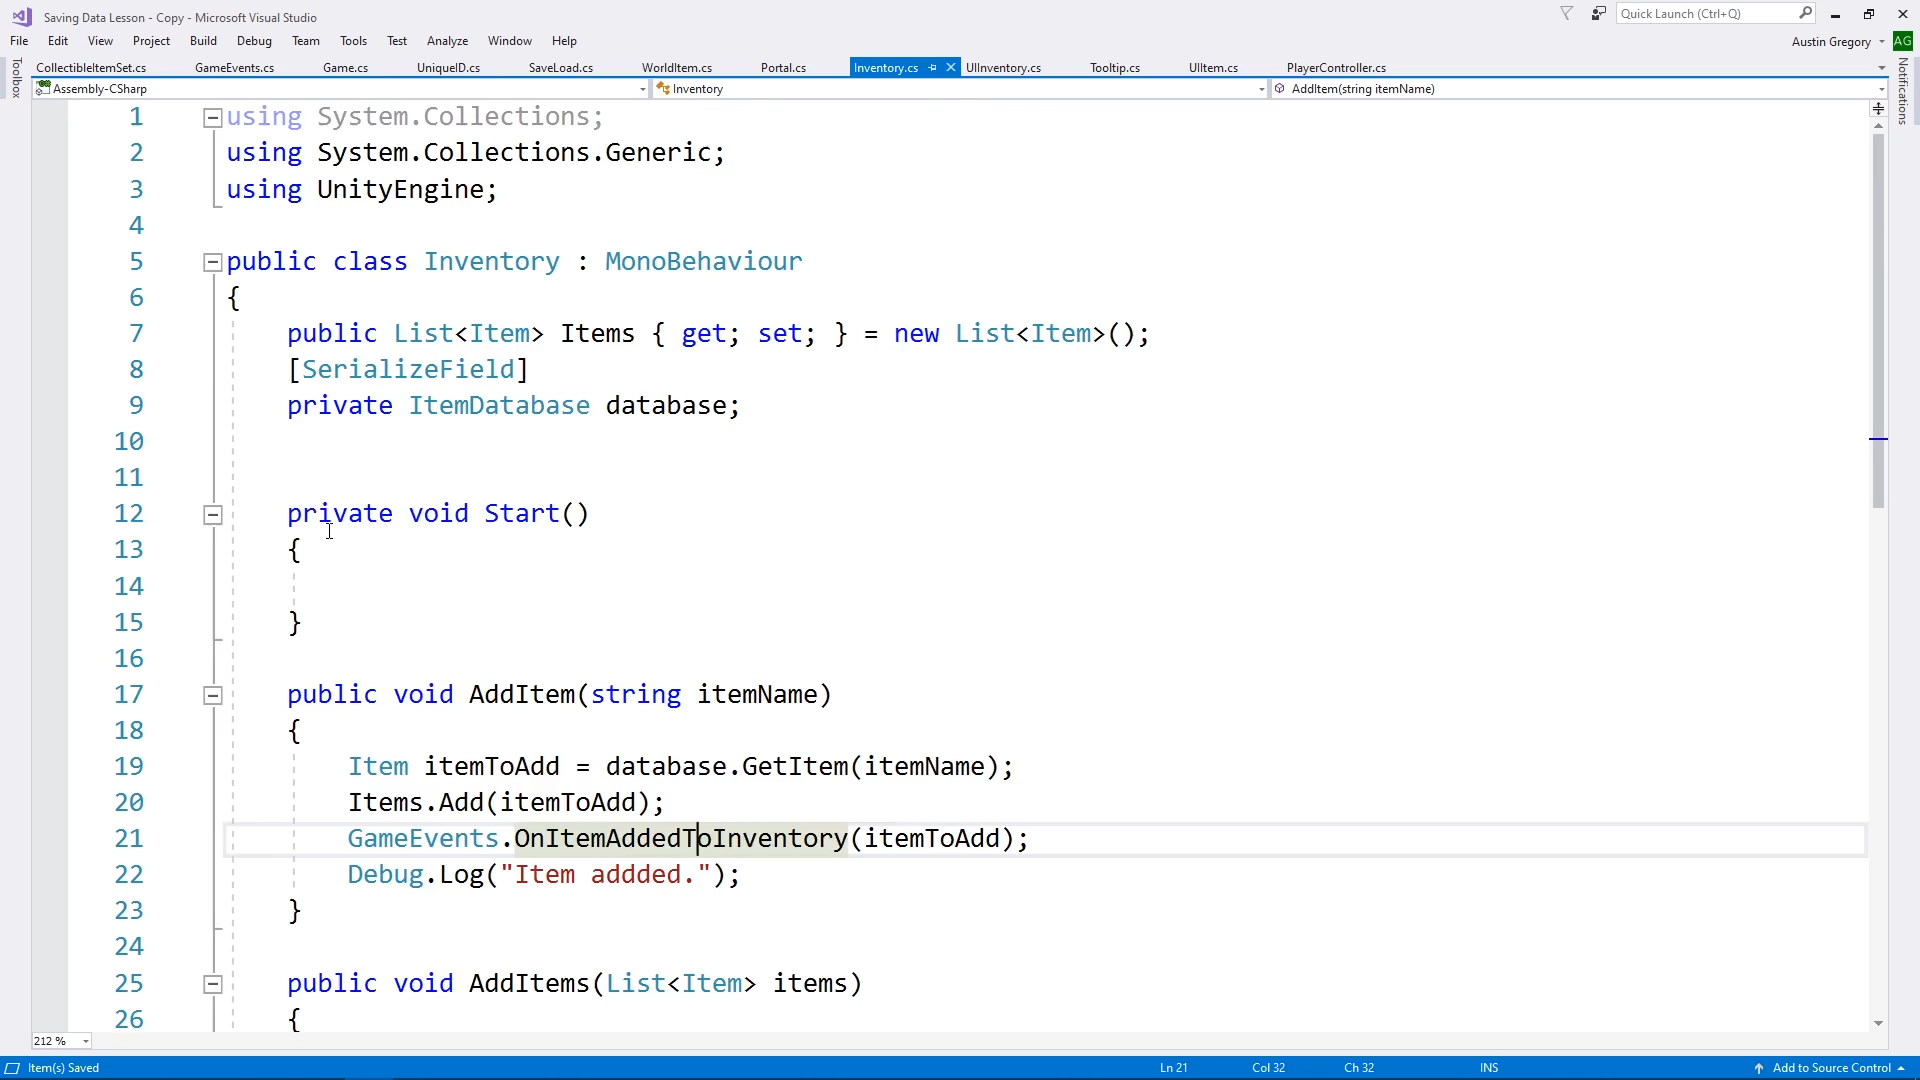 Saving Data Lesson - Copy - Microsoft Visual Studio
Quick Launch (Ctrl+Q)
File Edit View Project Build Debug Team Tools Test Analyze Window Help
Austin Gregory AG
Toolbox
CollectibleItemSet.cs GameEvents.cs Game.cs UniqueID.cs SaveLoad.cs WorldItem.cs Portal.cs Inventory.cs UIInventory.cs Tooltip.cs UIItem.cs PlayerController.cs
Notifications
Assembly-CSharp Inventory AddItem(string itemName)
1 using System.Collections;
2 using System.Collections.Generic;
3 using UnityEngine;
4
5 public class Inventory : MonoBehaviour
6 {
7 public List<Item> Items { get; set; } = new List<Item>();
8 [SerializeField]
9 private ItemDatabase database;
10
11
12 private void Start()
13 {
14
15 }
16
17 public void AddItem(string itemName)
18 {
19 Item itemToAdd = database.GetItem(itemName);
20 Items.Add(itemToAdd);
21 GameEvents.OnItemAddedToInventory(itemToAdd);
22 Debug.Log("Item addded.");
23 }
24
25 public void AddItems(List<Item> items)
26 {
212 %
Item(s) Saved Ln 21 Col 32 Ch 32 INS Add to Source Control